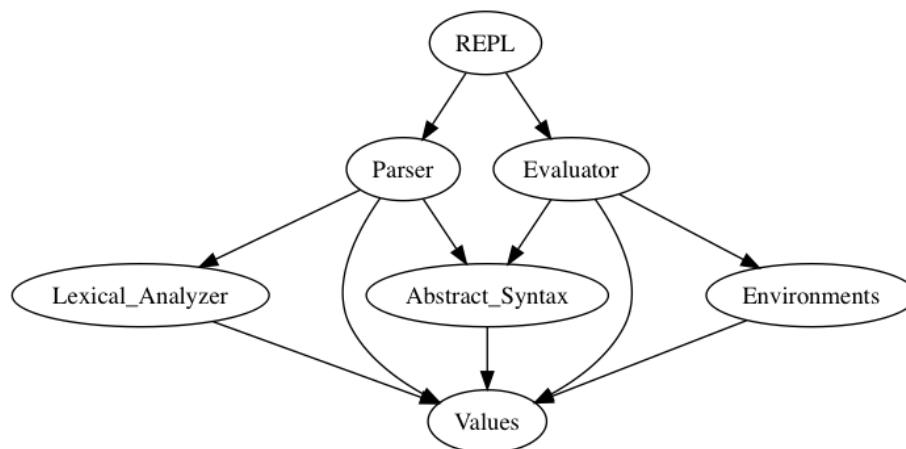 REPL
Parser
Evaluator
Lexical_Analyzer
Abstract_Syntax
Environments
Values